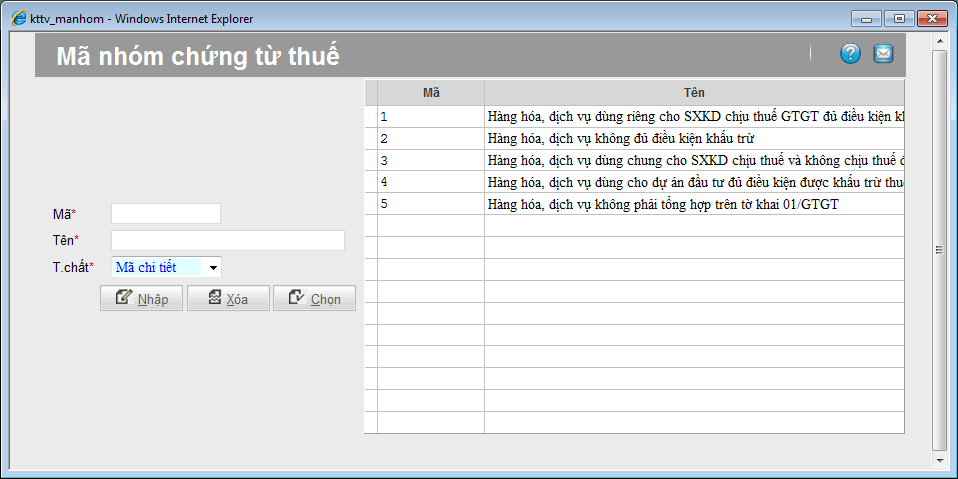 kttv_manhom - Windows Internet Explorer
Mã nhóm chứng từ thuế
Mã Tên
1 Hàng hóa, dịch vụ dùng riêng cho SXKD chịu thuế GTGT đủ điều kiện
2 Hàng hóa, dịch vụ không đủ điều kiện khấu trừ
3 Hàng hóa, dịch vụ dùng chung cho SXKD chịu thuế và không chịu thuế
4 Hàng hóa, dịch vụ dùng cho dự án đầu tư đủ điều kiện được khấu trừ
5 Hàng hóa, dịch vụ không phải tổng hợp trên tờ khai 01/GTGT
Mã*
Tên*
T.chất* Mã chi tiết
Nhập Xóa Chọn